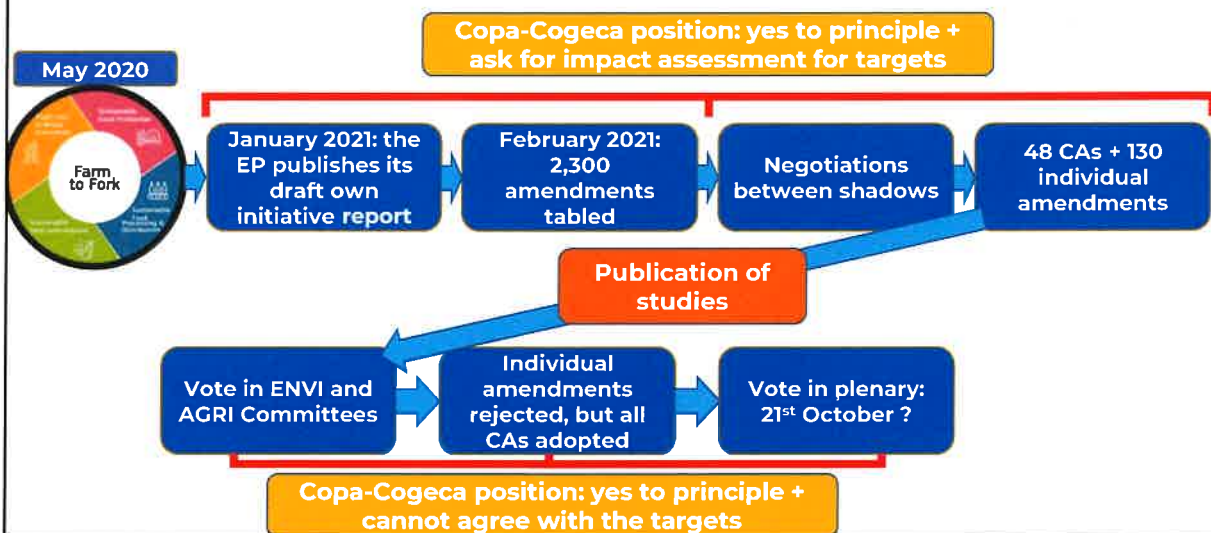 Copa-Cogeca position: yes to principle +
ask for impact assessment for targets
May 2020
Farm
to Fork
January 2021: the
EP publishes its
draft own
initiative report
February 2021:
2,300
amendments
tabled
Negotiations
between shadows
48 CAs + 130
individual
amendments
Publication of
studies
Vote in ENVI and
AGRI Committees
Individual
amendments
rejected, but all
CAs adopted
Vote in plenary:
21st October ?
Copa-Cogeca position: yes to principle +
cannot agree with the targets